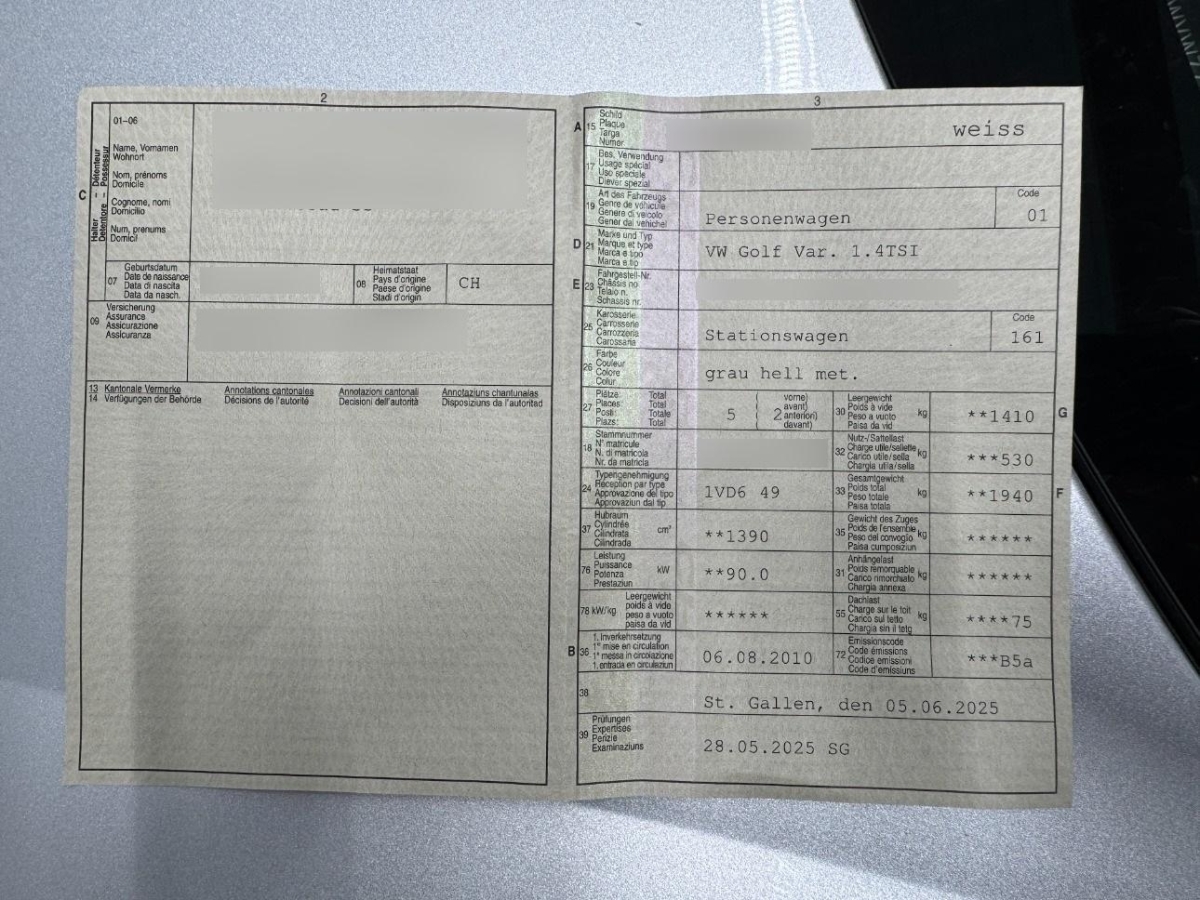 2
01–06
Name, Vornamen
Wohnort
Nom, prénoms
Domicile
Cognome, nomi
Domicilio
Num, prenums
Domicil
C
Halter – Détenteur
Detentore – Possessur
07
Geburtsdatum
Date de naissance
Data di nascita
Data da nasch.
08
Heimatstaat
Pays d'origine
Paese d'origine
Stadi d'origin
CH
09
Versicherung
Assurance
Assicurazione
Assicuranza
13 Kantonale Vermerke Annotations cantonales Annotazioni cantonali Annotaziuns chantunalas
14 Verfügungen der Behörde Décisions de l'autorité Decisioni dell'autorità Disposiziuns da l'autoritad
3
A 15
Schild
Plaque
Targa
Numer
weiss
17
Bes. Verwendung
Usage spécial
Uso speciale
Diever spezial
19
Art des Fahrzeugs
Genre de véhicule
Genere di veicolo
Gener dal vehichel
Personenwagen
Code
01
D 21
Marke und Typ
Marque et type
Marca e tipo
Marca e tip
VW Golf Var. 1.4TSI
E 23
Fahrgestell-Nr.
Châssis no
Telaio n.
Schassis nr.
25
Karosserie
Carrosserie
Carrozzeria
Carossaria
Stationswagen
Code
161
26
Farbe
Couleur
Colore
Colur
grau hell met.
27
Plätze: Total
Places: Total
Posti: Totale
Plazs: Total
5 ( 2
vorne)
avant)
anteriori)
davant)
30
Leergewicht
Poids à vide
Peso a vuoto
Paisa da vid
kg
**1410
G
18
Stammnummer
N° matricule
N. di matricola
Nr. da matricla
32
Nutz-/Sattellast
Charge utile/sellette
Carico utile/sella
Chargia utila/sella
kg
***530
24
Typengenehmigung
Réception par type
Approvazione del tipo
Approvaziun dal tip
1VD6 49
33
Gesamtgewicht
Poids total
Peso totale
Paisa totala
kg
**1940
F
37
Hubraum
Cylindrée
Cilindrata
Cilindrada
cm³
**1390
35
Gewicht des Zuges
Poids de l'ensemble
Peso del convoglio
Paisa cumposiziun
kg
******
76
Leistung
Puissance
Potenza
Prestaziun
kW
**90.0
31
Anhängelast
Poids remorquable
Carico rimorchiato
Chargia annexa
kg
******
78 kW/kg
Leergewicht
poids à vide
peso a vuoto
paisa da vid
******
55
Dachlast
Charge sur le toit
Carico sul tetto
Chargia sin il tetg
kg
****75
B 36
1. Inverkehrsetzung
1re mise en circulation
1a messa in circolazione
1. entrada en circulaziun
06.08.2010
72
Emissionscode
Code émissions
Codice emissioni
Code d'emissiuns
***B5a
38
St. Gallen, den 05.06.2025
39
Prüfungen
Expertises
Perizie
Examinaziuns
28.05.2025 SG